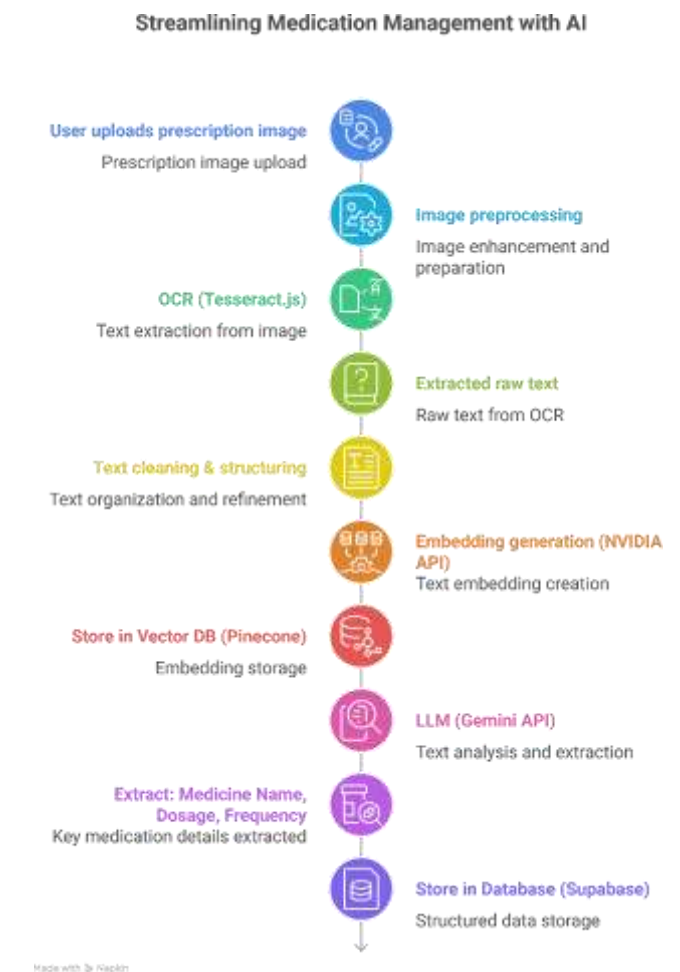 Streamlining Medication Management with AI
User uploads prescription image
Prescription image upload
Image preprocessing
Image enhancement and
preparation
OCR (Tesseract.js)
Text extraction from image
Extracted raw text
Raw text from OCR
Text cleaning & structuring
Text organization and refinement
Embedding generation (NVIDIA
API)
Text embedding creation
Store in Vector DB (Pinecone)
Embedding storage
LLM (Gemini API)
Text analysis and extraction
Extract: Medicine Name,
Dosage, Frequency
Key medication details extracted
Store in Database (Supabase)
Structured data storage
Made with Napkin